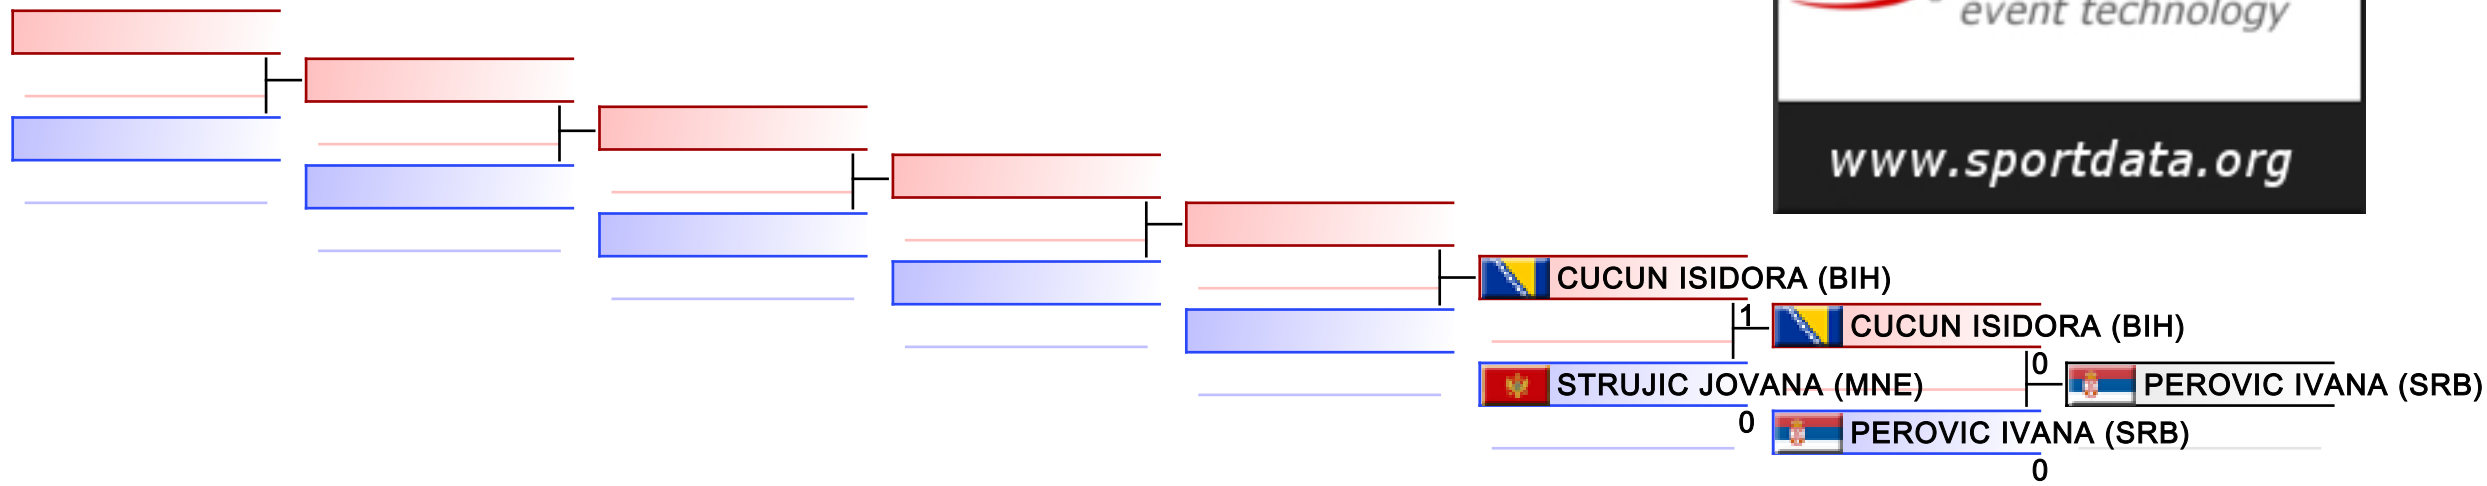 event technology
www.sportdata.org
CUCUN ISIDORA (BIH)
1
CUCUN ISIDORA (BIH)
0
STRUJIC JOVANA (MNE)
PEROVIC IVANA (SRB)
0
PEROVIC IVANA (SRB)
0